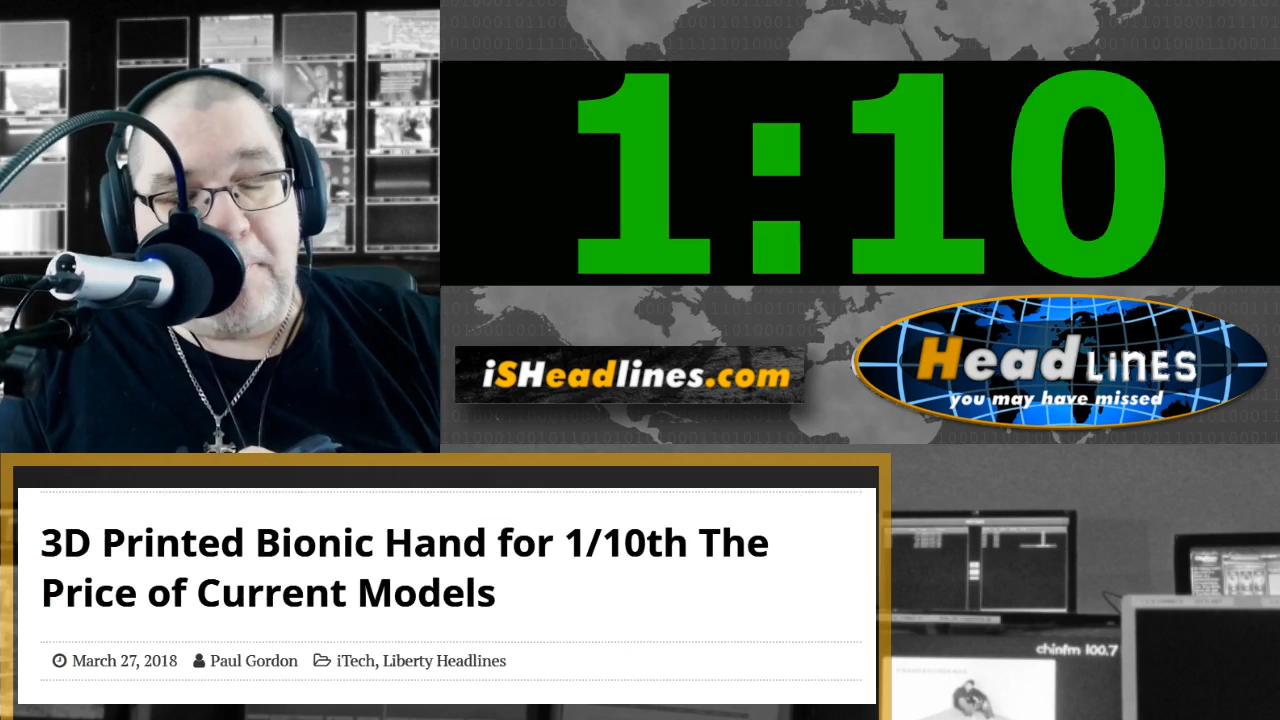 1:10
iSHeadlines.com
HeadLINES
you may have missed
3D Printed Bionic Hand for 1/10th The
Price of Current Models
March 27, 2018 Paul Gordon iTech, Liberty Headlines
chinfm 100.7